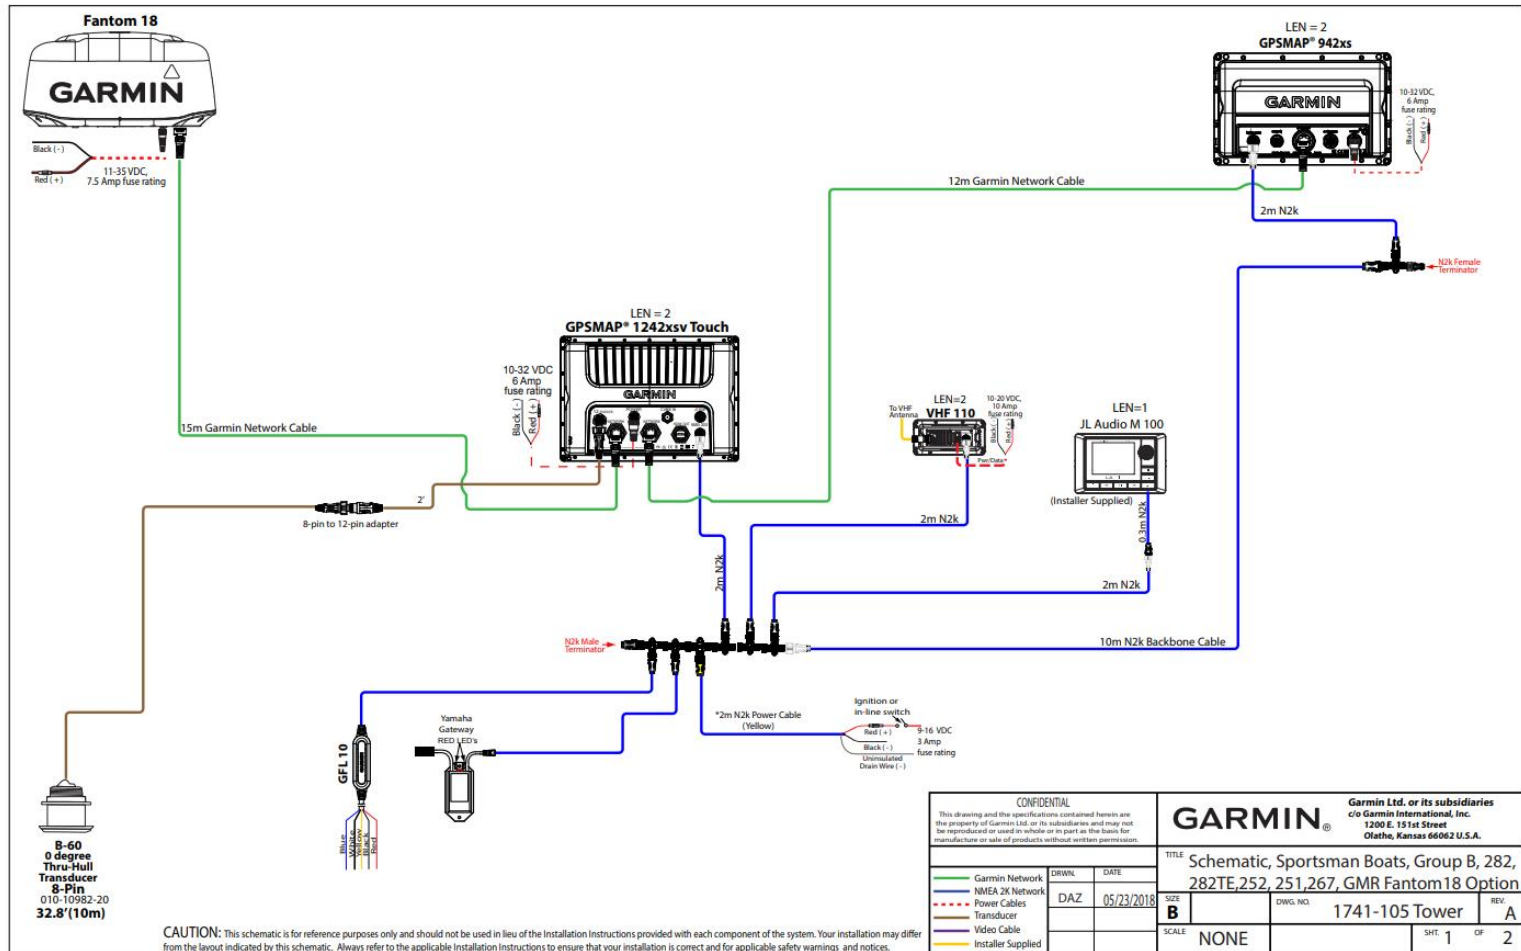 Fantom 18
GARMIN
Black ( - )
Red ( + )
11-35 VDC,
7.5 Amp fuse rating
LEN = 2
GPSMAP® 942xs
GARMIN
10-32 VDC,
6 Amp
fuse rating
Black ( - )
Red ( + )
12m Garmin Network Cable
2m N2k
N2k Female
Terminator
LEN = 2
GPSMAP® 1242xsv Touch
10-32 VDC
6 Amp
fuse rating
Black ( - )
Red ( + )
GARMIN
15m Garmin Network Cable
2'
8-pin to 12-pin adapter
To VHF
Antenna
LEN=2
VHF 110
10-20 VDC,
10 Amp
fuse rating
Black ( - )
Red ( + )
Pwr/Data*
LEN=1
JL Audio M 100
(Installer Supplied)
0.3m N2k
2m N2k
2m N2k
2m N2k
N2k Male
Terminator
10m N2k Backbone Cable
*2m N2k Power Cable
(Yellow)
Ignition or
in-line switch
Red ( + )
Black ( - )
Uninsulated
Drain Wire ( - )
9-16 VDC
3 Amp
fuse rating
Yamaha
Gateway
RED LED's
GFL 10
Blue
White
Yellow
Black
Red
B-60
0 degree
Thru-Hull
Transducer
8-Pin
010-10982-20
32.8'(10m)
CAUTION: This schematic is for reference purposes only and should not be used in lieu of the Installation Instructions provided with each component of the system. Your installation may differ
from the layout indicated by this schematic. Always refer to the applicable Installation Instructions to ensure that your installation is correct and for applicable safety warnings and notices.
CONFIDENTIAL
This drawing and the specifications contained herein are
the property of Garmin Ltd. or its subsidiaries and may not
be reproduced or used in whole or in part as the basis for
manufacture or sale of products without written permission.
Garmin Network
NMEA 2K Network
Power Cables
Transducer
Video Cable
Installer Supplied
DRWN.
DATE
DAZ
05/23/2018
GARMIN®
Garmin Ltd. or its subsidiaries
c/o Garmin International, Inc.
1200 E. 151st Street
Olathe, Kansas 66062 U.S.A.
TITLE
Schematic, Sportsman Boats, Group B, 282,
282TE,252, 251,267, GMR Fantom18 Option
SIZE
B
DWG. NO.
1741-105 Tower
REV.
A
SCALE
NONE
SHT. 1 OF 2